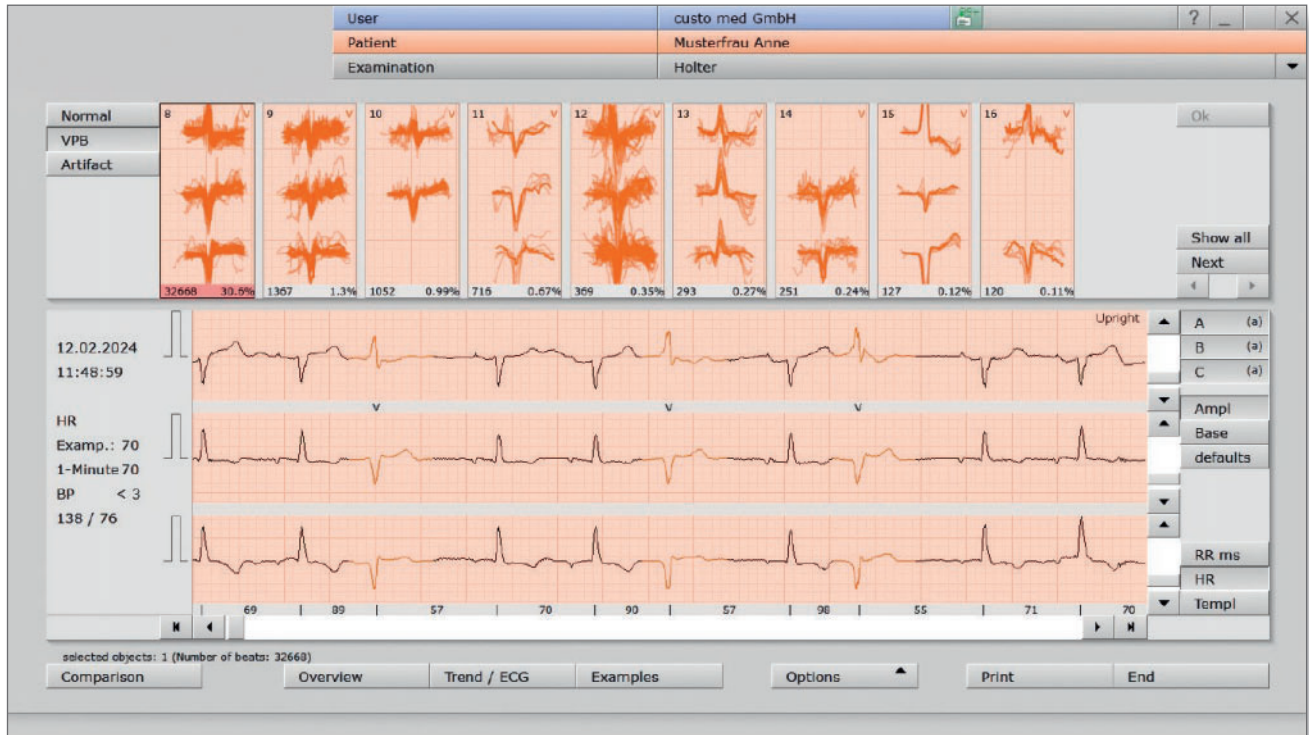 User custo med GmbH ? _ X
Patient Musterfrau Anne
Examination Holter
Normal
VPB
Artifact
8 V 9 V 10 V 11 V 12 V 13 V 14 V 15 V 16 V
32668 30.6% 1367 1.3% 1052 0.99% 716 0.67% 369 0.35% 293 0.27% 251 0.24% 127 0.12% 120 0.11%
Ok
Show all
Next
12.02.2024
11:48:59
HR
Examp.: 70
1-Minute 70
BP < 3
138 / 76
Upright
V V V
69 89 57 70 90 57 98 55 71 70
A (a)
B (a)
C (a)
Ampl
Base
defaults
RR ms
HR
Templ
selected objects: 1 (Number of beats: 32668)
Comparison Overview Trend / ECG Examples Options Print End